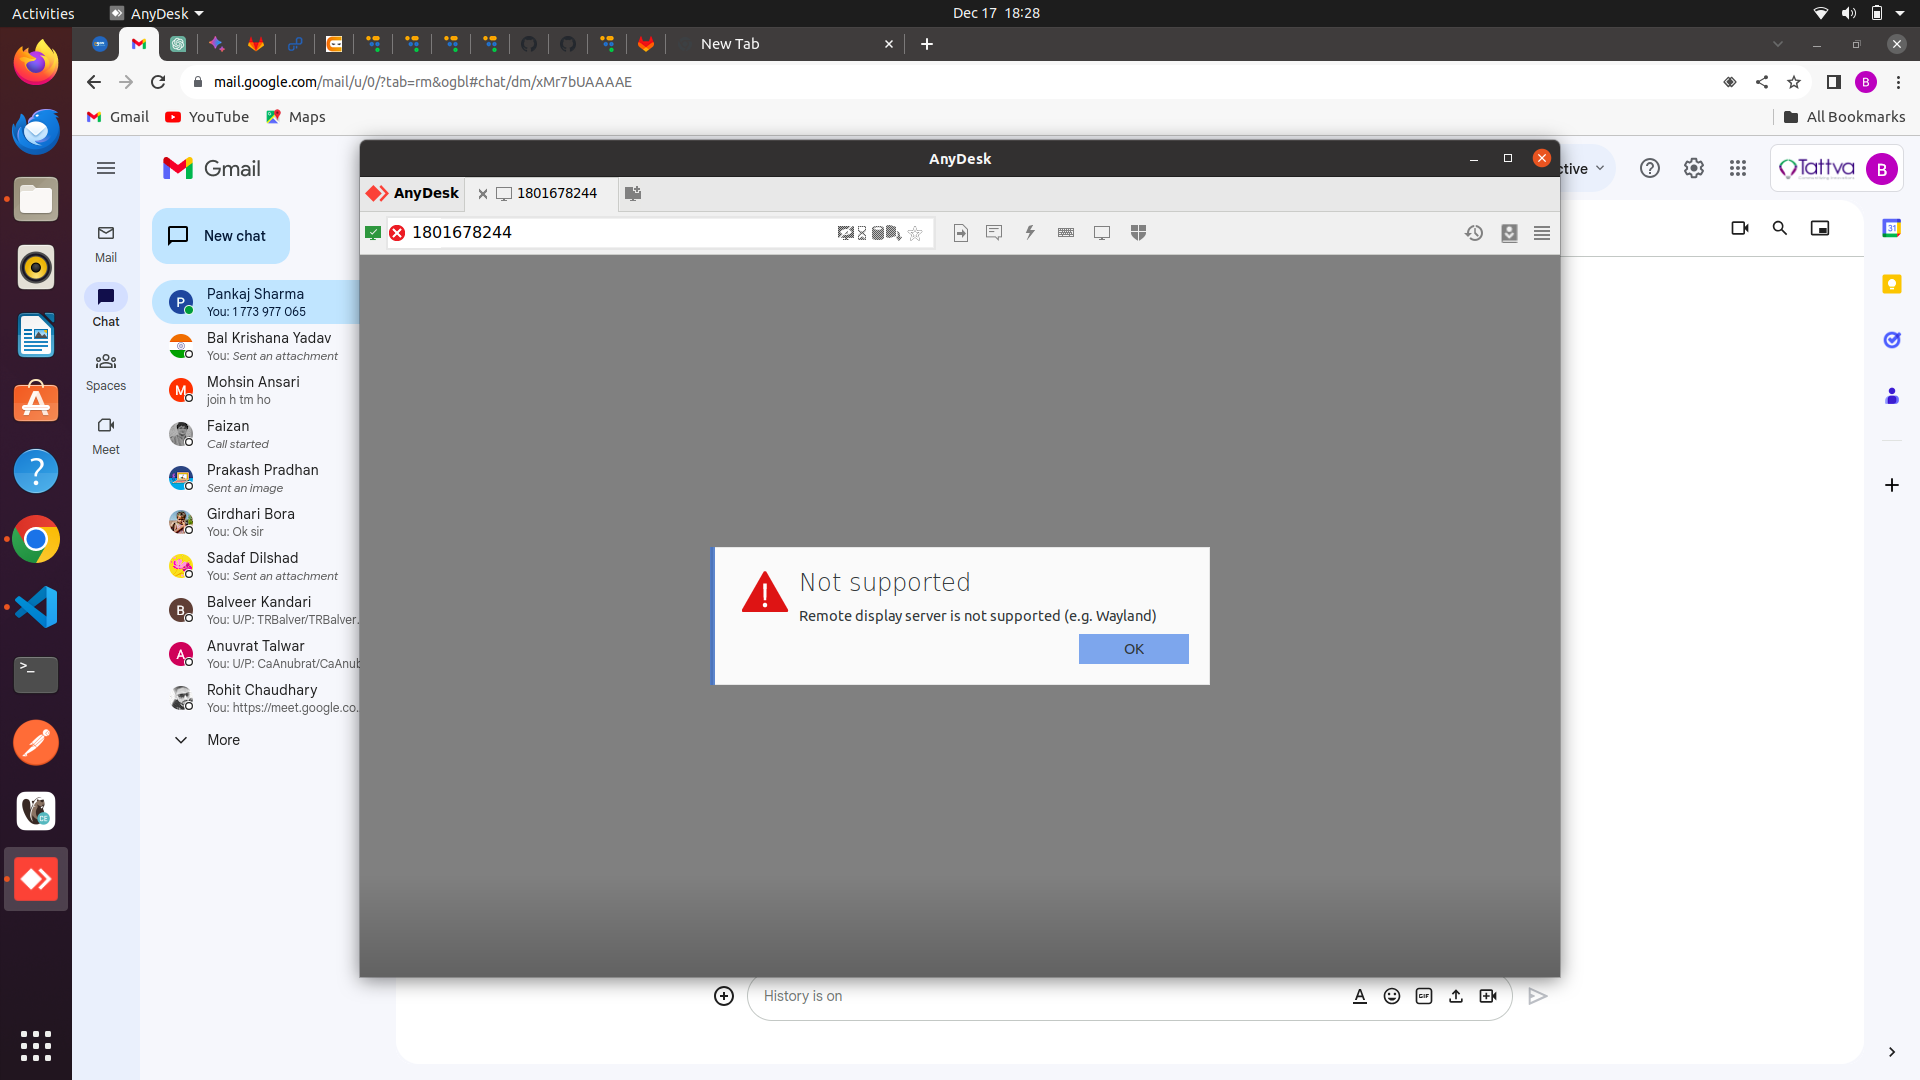 Activities
AnyDesk
Dec 17 18:28
New Tab
mail.google.com/mail/u/0/?tab=rm&ogbl#chat/dm/xMr7bUAAAAE
B
Gmail
YouTube
Maps
All Bookmarks
Gmail
AnyDesk
ctive
Tattva
B
AnyDesk
1801678244
1801678244
New chat
Mail
Chat
Spaces
Meet
P
Pankaj Sharma
You: 1 773 977 065
Bal Krishana Yadav
You: Sent an attachment
M
Mohsin Ansari
join h tm ho
Faizan
Call started
Prakash Pradhan
Sent an image
Girdhari Bora
You: Ok sir
Sadaf Dilshad
You: Sent an attachment
B
Balveer Kandari
You: U/P: TRBalver/TRBalver.
A
Anuvrat Talwar
You: U/P: CaAnubrat/CaAnub
Rohit Chaudhary
You: https://meet.google.co..
More
31
Not supported
Remote display server is not supported (e.g. Wayland)
OK
History is on
GIF